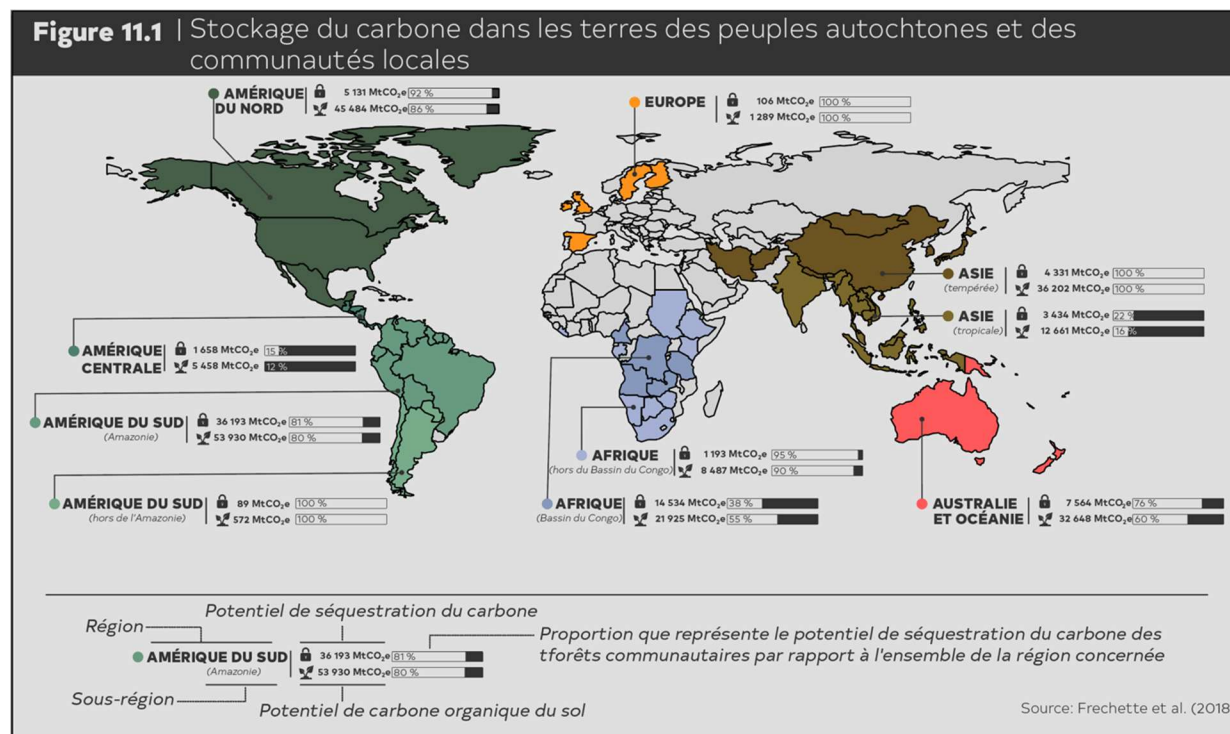 Figure 11.1 | Stockage du carbone dans les terres des peuples autochtones et des
communautés locales
AMÉRIQUE
DU NORD
5 131 MtCO₂e 92 %
45 484 MtCO₂e 86 %
EUROPE
106 MtCO₂e 100 %
1 289 MtCO₂e 100 %
ASIE
(tempérée)
4 331 MtCO₂e 100 %
36 202 MtCO₂e 100 %
ASIE
(tropicale)
3 434 MtCO₂e 22 %
12 661 MtCO₂e 16 %
AMÉRIQUE
CENTRALE
1 658 MtCO₂e 15 %
5 458 MtCO₂e 12 %
AMÉRIQUE DU SUD
(Amazonie)
36 193 MtCO₂e 81 %
53 930 MtCO₂e 80 %
AMÉRIQUE DU SUD
(hors de l'Amazonie)
89 MtCO₂e 100 %
572 MtCO₂e 100 %
AFRIQUE
(hors du Bassin du Congo)
1 193 MtCO₂e 95 %
8 487 MtCO₂e 90 %
AFRIQUE
(Bassin du Congo)
14 534 MtCO₂e 38 %
21 925 MtCO₂e 55 %
AUSTRALIE
ET OCÉANIE
7 564 MtCO₂e 76 %
32 648 MtCO₂e 60 %
Potentiel de séquestration du carbone
Région
AMÉRIQUE DU SUD
(Amazonie)
36 193 MtCO₂e 81 %
53 930 MtCO₂e 80 %
Proportion que représente le potentiel de séquestration du carbone des
tforêts communautaires par rapport à l'ensemble de la région concernée
Sous-région
Potentiel de carbone organique du sol
Source: Frechette et al. (2018